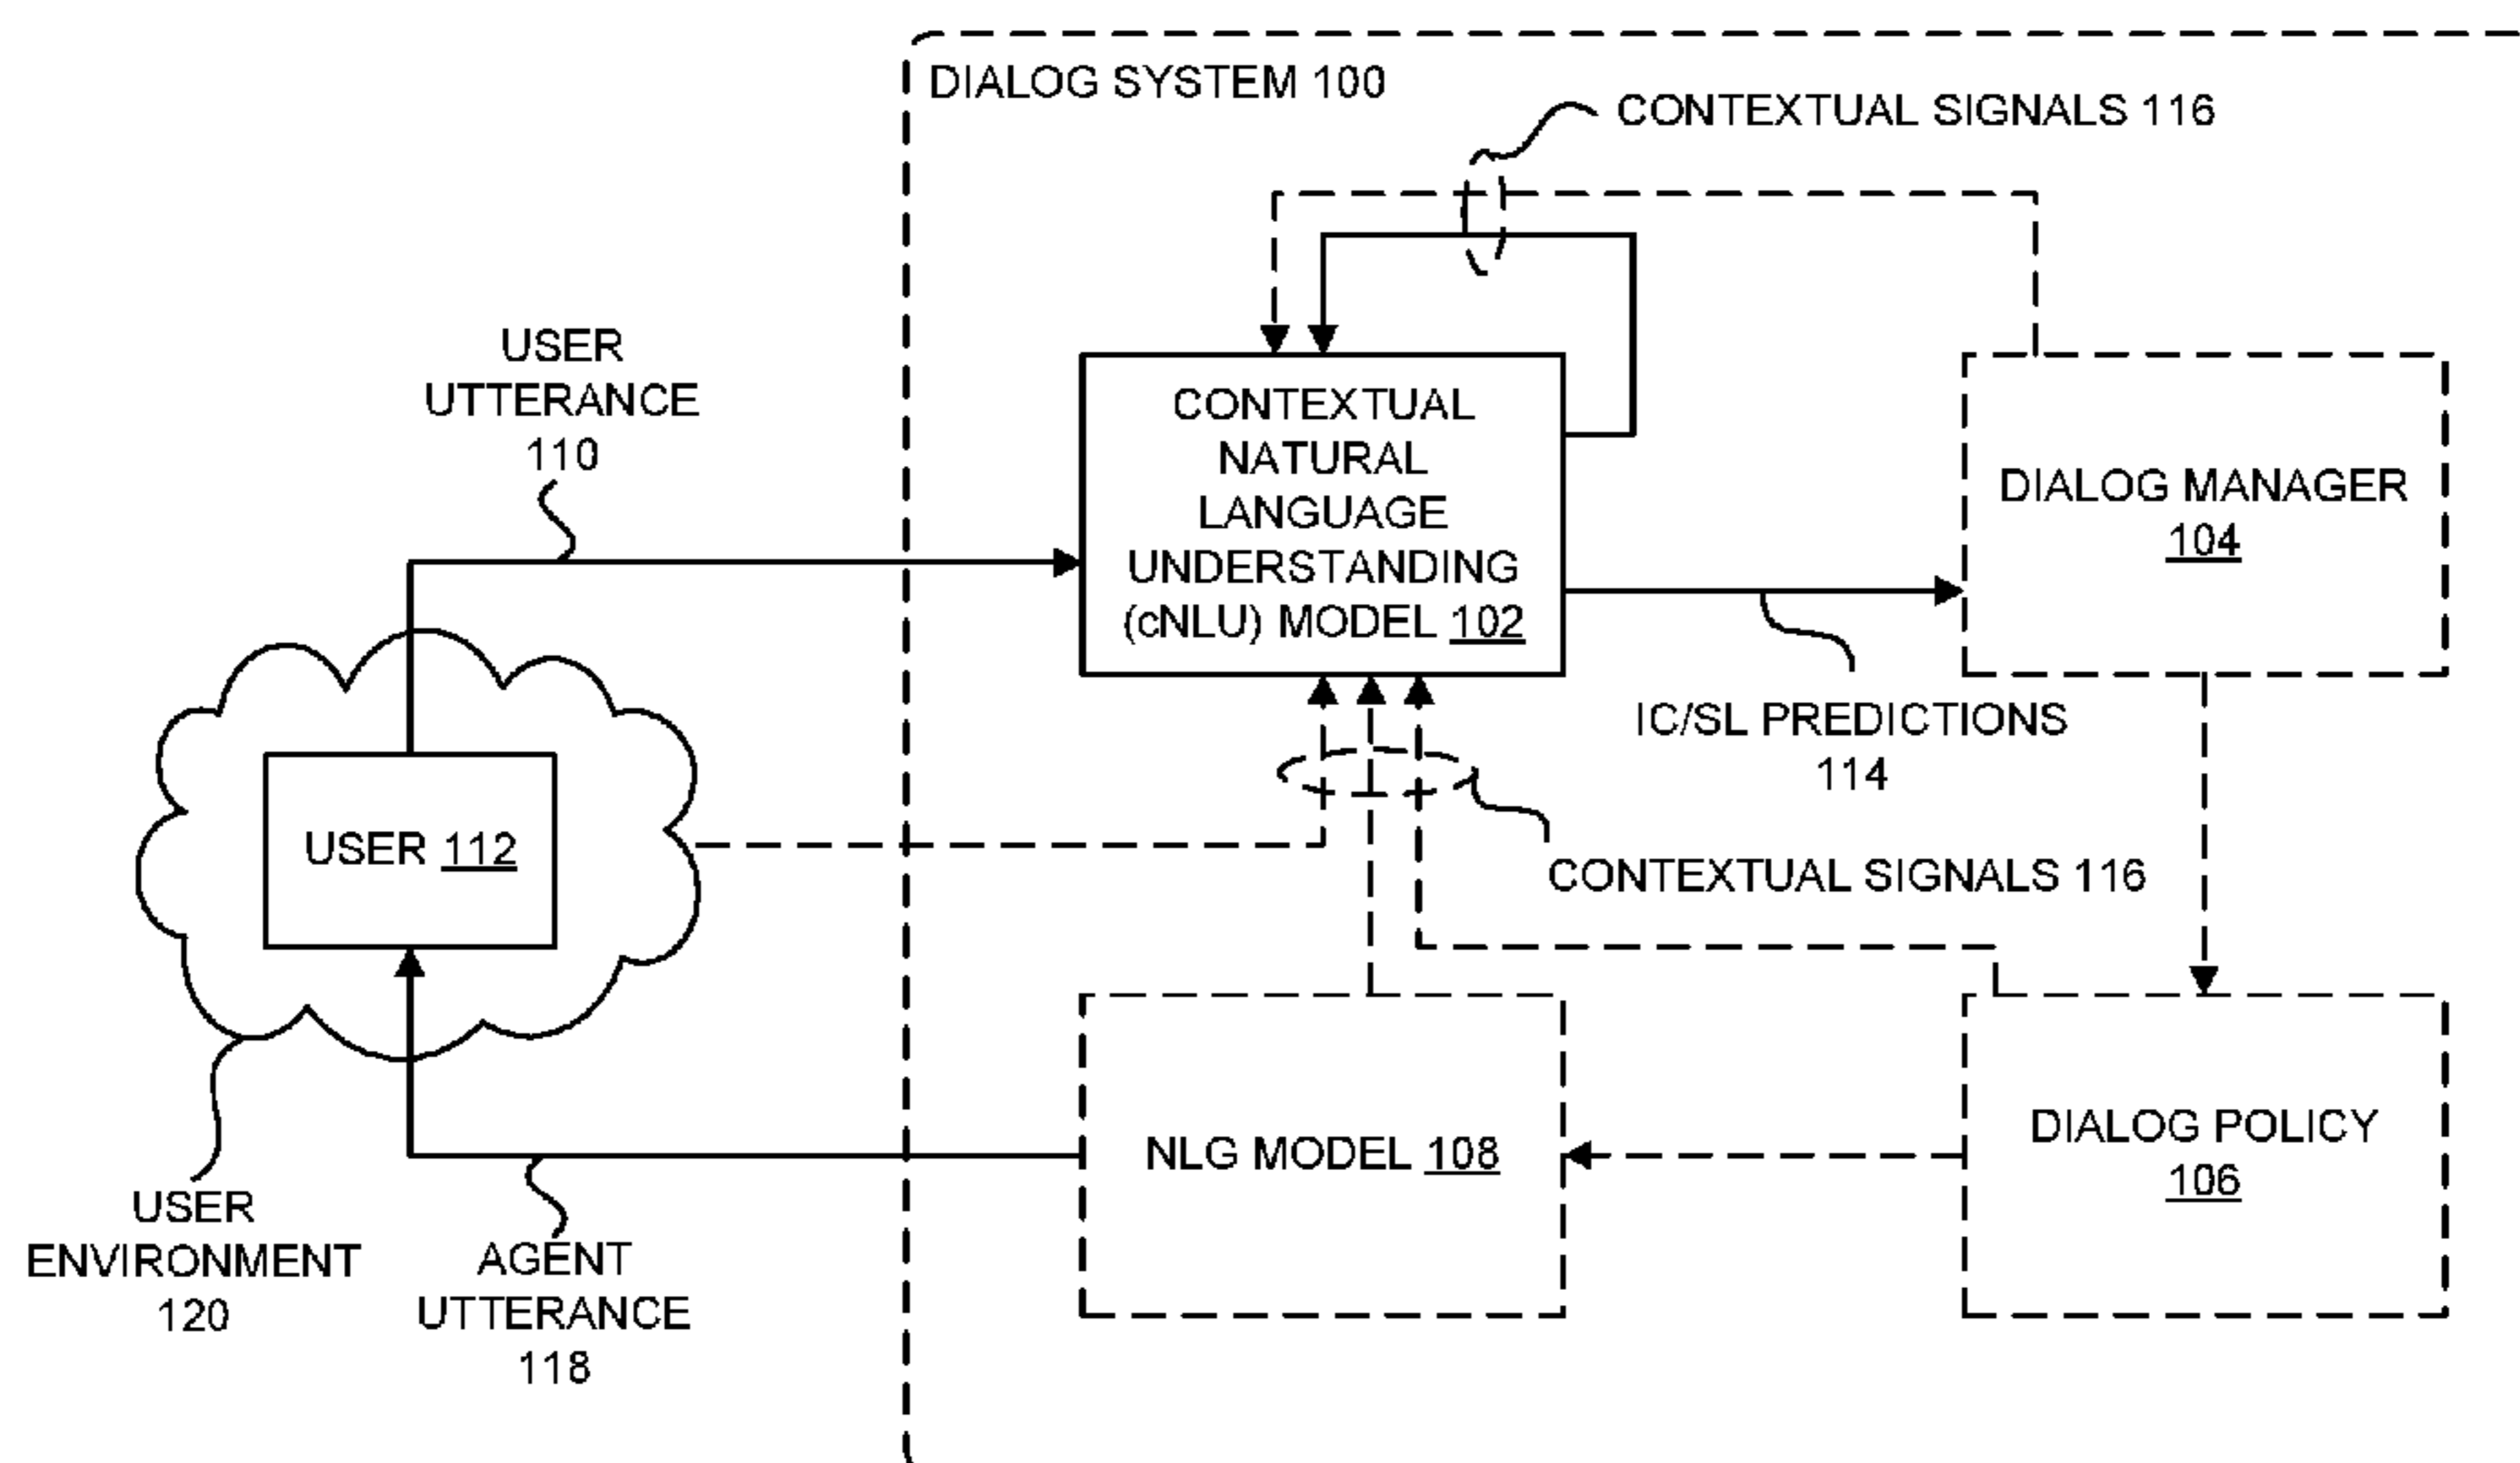 DIALOG SYSTEM 100
CONTEXTUAL SIGNALS 116
USER
UTTERANCE
110
CONTEXTUAL
NATURAL
LANGUAGE
UNDERSTANDING
(cNLU) MODEL 102
DIALOG MANAGER
104
IC/SL PREDICTIONS
114
USER 112
CONTEXTUAL SIGNALS 116
NLG MODEL 108
DIALOG POLICY
106
USER
ENVIRONMENT
120
AGENT
UTTERANCE
118